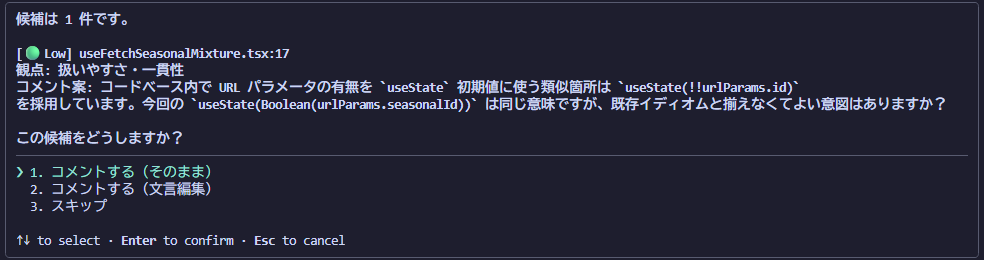 候補は 1 件です。
[🟢 Low] useFetchSeasonalMixture.tsx:17
観点: 扱いやすさ・一貫性
コメント案: コードベース内で URL パラメータの有無を `useState` 初期値に使う類似箇所は `useState(!!urlParams.id)`
を採用しています。今回の `useState(Boolean(urlParams.seasonalId))` は同じ意味ですが、既存イディオムと揃えなくてよい意図はありますか？
この候補をどうしますか？
❯ 1. コメントする（そのまま）
2. コメントする（文言編集）
3. スキップ
↑↓ to select · Enter to confirm · Esc to cancel